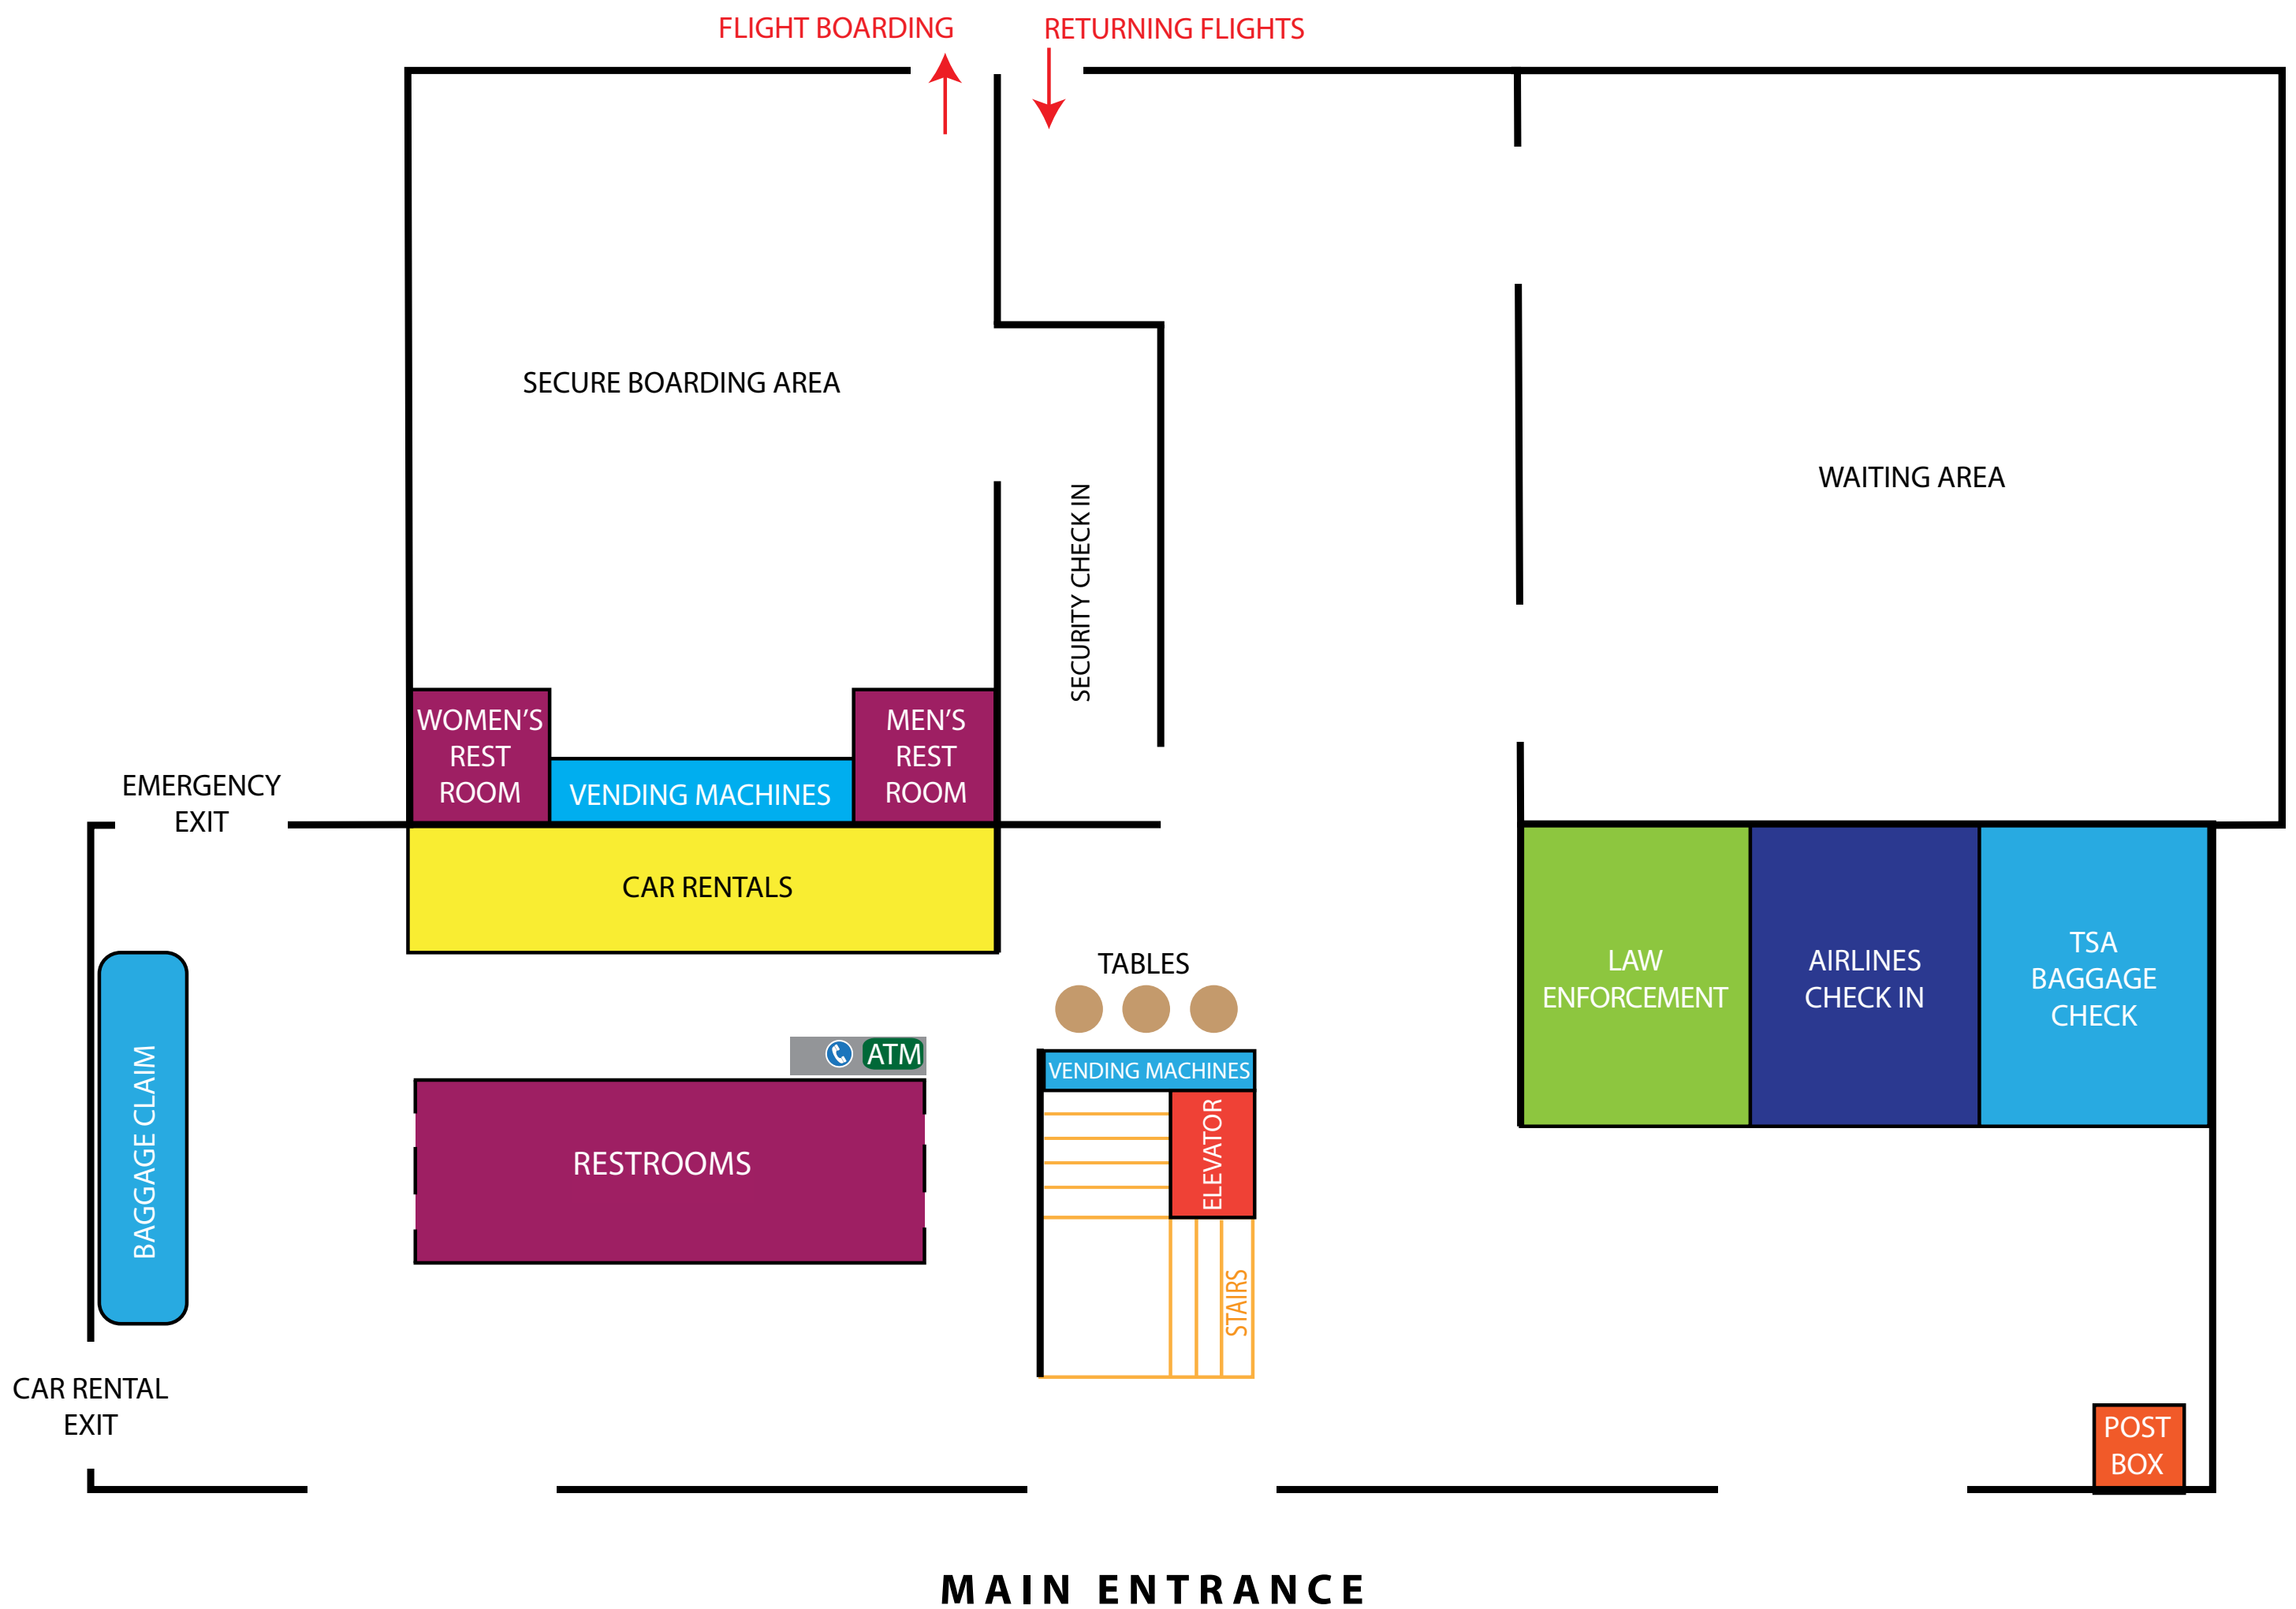 FLIGHT BOARDING
RETURNING FLIGHTS
SECURE BOARDING AREA
WAITING AREA
SECURITY CHECK IN
WOMEN'S
REST
ROOM
VENDING MACHINES
MEN'S
REST
ROOM
EMERGENCY
EXIT
CAR RENTALS
TABLES
LAW
ENFORCEMENT
AIRLINES
CHECK IN
TSA
BAGGAGE
CHECK
ATM
VENDING MACHINES
BAGGAGE CLAIM
RESTROOMS
ELEVATOR
STAIRS
CAR RENTAL
EXIT
POST
BOX
MAIN ENTRANCE